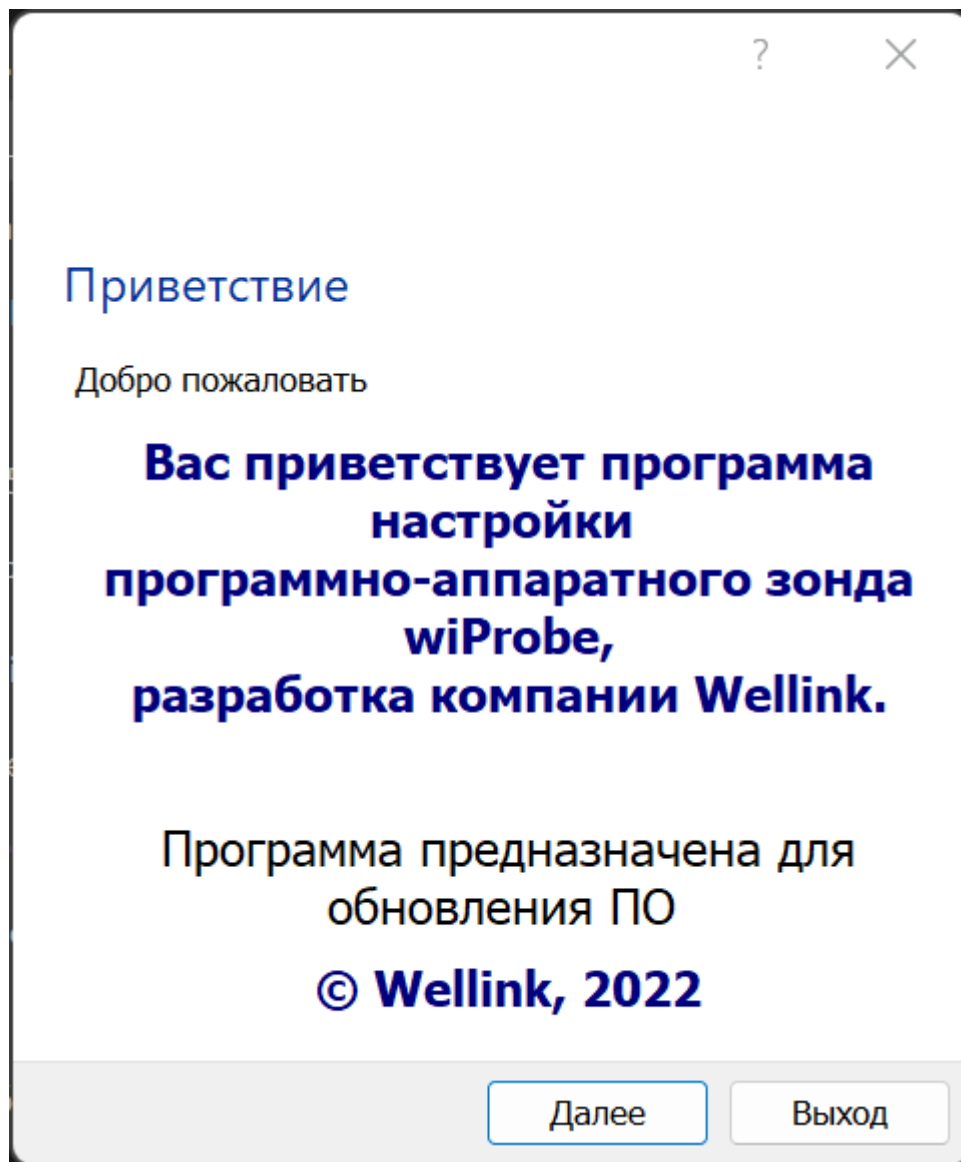 ?
Приветствие
Добро пожаловать
Вас приветствует программа
настройки
программно-аппаратного зонда
wiProbe,
разработка компании Wellink.
Программа предназначена для
обновления ПО
© Wellink, 2022
Далее
Выход